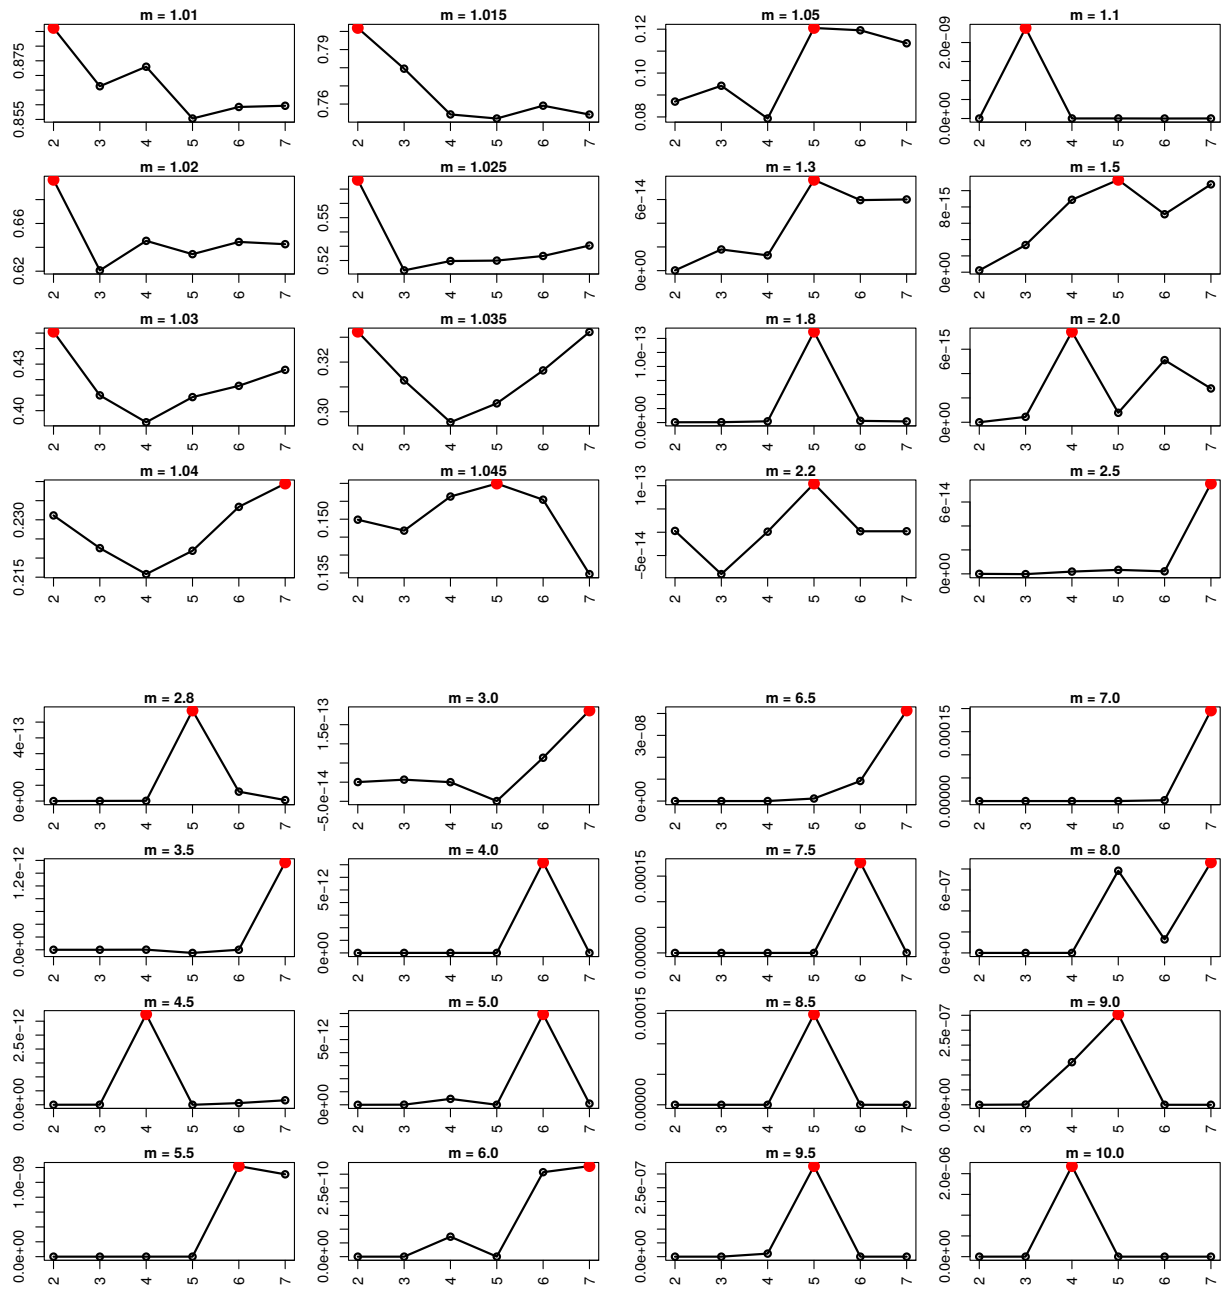 m = 1.01
0.875
0.855
2 3 4 5 6 7
m = 1.015
0.79
0.76
2 3 4 5 6 7
m = 1.05
0.12
0.10
0.08
2 3 4 5 6 7
m = 1.1
2.0e−09
0.0e+00
2 3 4 5 6 7
m = 1.02
0.66
0.62
2 3 4 5 6 7
m = 1.025
0.55
0.52
2 3 4 5 6 7
m = 1.3
6e−14
0e+00
2 3 4 5 6 7
m = 1.5
8e−15
0e+00
2 3 4 5 6 7
m = 1.03
0.43
0.40
2 3 4 5 6 7
m = 1.035
0.32
0.30
2 3 4 5 6 7
m = 1.8
1.0e−13
0.0e+00
2 3 4 5 6 7
m = 2.0
6e−15
0e+00
2 3 4 5 6 7
m = 1.04
0.230
0.215
2 3 4 5 6 7
m = 1.045
0.150
0.135
2 3 4 5 6 7
m = 2.2
1e−13
−5e−14
2 3 4 5 6 7
m = 2.5
6e−14
0e+00
2 3 4 5 6 7
m = 2.8
4e−13
0e+00
2 3 4 5 6 7
m = 3.0
1.5e−13
−5.0e−14
2 3 4 5 6 7
m = 6.5
3e−08
0e+00
2 3 4 5 6 7
m = 7.0
0.00015
0.00000
2 3 4 5 6 7
m = 3.5
1.2e−12
0.0e+00
2 3 4 5 6 7
m = 4.0
5e−12
0e+00
2 3 4 5 6 7
m = 7.5
0.00015
0.00000
2 3 4 5 6 7
m = 8.0
6e−07
0e+00
2 3 4 5 6 7
m = 4.5
2.5e−12
0.0e+00
2 3 4 5 6 7
m = 5.0
5e−12
0e+00
2 3 4 5 6 7
m = 8.5
0.00015
0.00000
2 3 4 5 6 7
m = 9.0
2.5e−07
0.0e+00
2 3 4 5 6 7
m = 5.5
1.0e−09
0.0e+00
2 3 4 5 6 7
m = 6.0
2.5e−10
0.0e+00
2 3 4 5 6 7
m = 9.5
2.5e−07
0.0e+00
2 3 4 5 6 7
m = 10.0
2.0e−06
0.0e+00
2 3 4 5 6 7